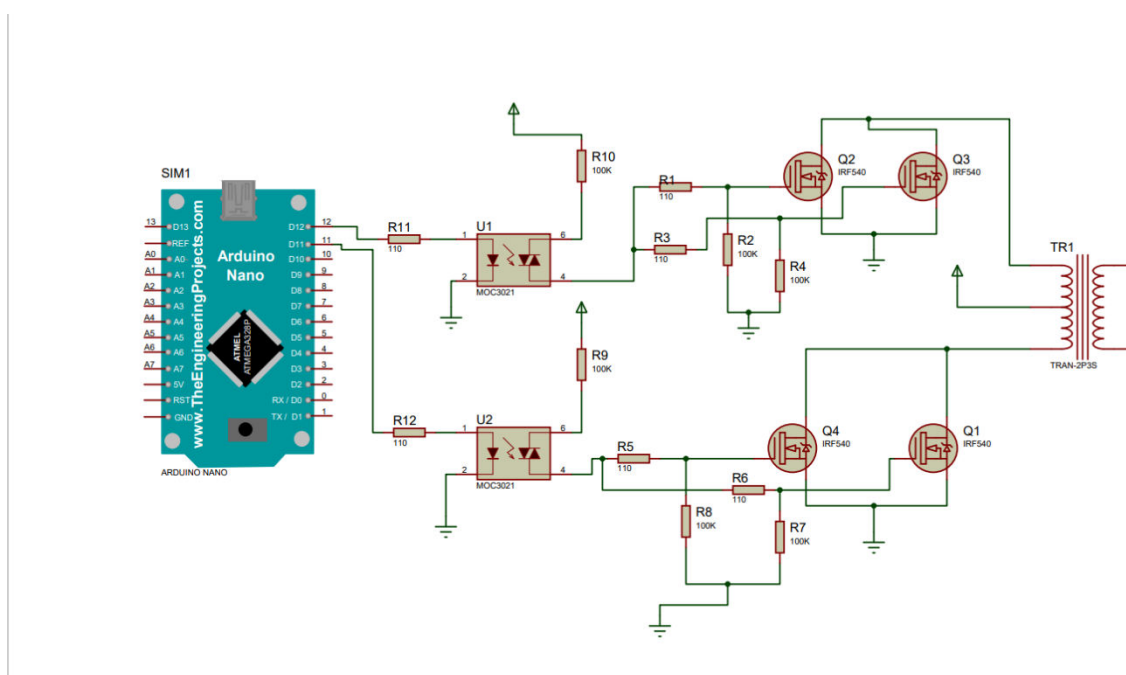 SIM1
13
D13
REF
A0
A0
A1
A1
A2
A2
A3
A3
A4
A4
A5
A5
A6
A6
A7
A7
5V
RST
GND
www.TheEngineeringProjects.com
Arduino
Nano
ATMEL
ATMEGA328P
D12
12
D11
11
D10
10
D9
9
D8
8
D7
7
D6
6
D5
5
D4
4
D3
3
D2
2
RX / D0
0
TX / D1
1
ARDUINO NANO
R11
110
R12
110
U1
1
2
6
4
MOC3021
R10
100K
U2
1
2
6
4
MOC3021
R9
100K
R1
110
R3
110
R2
100K
R4
100K
Q2
IRF540
Q3
IRF540
R5
110
R6
110
R8
100K
R7
100K
Q4
IRF540
Q1
IRF540
TR1
TRAN-2P3S